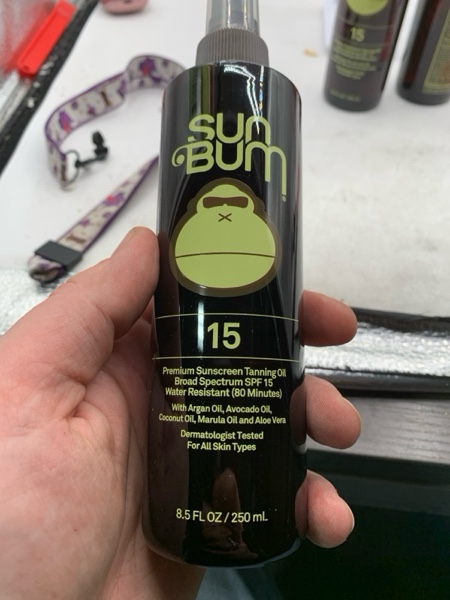 sun
Bum
15
Premium Sunscreen Tanning Oil
Broad Spectrum SPF 15
Water Resistant (80 Minutes)
With Argan Oil, Avocado Oil,
Coconut Oil, Marula Oil and Aloe Vera
Dermatologist Tested
For All Skin Types
8.5 FL OZ / 250 mL
15